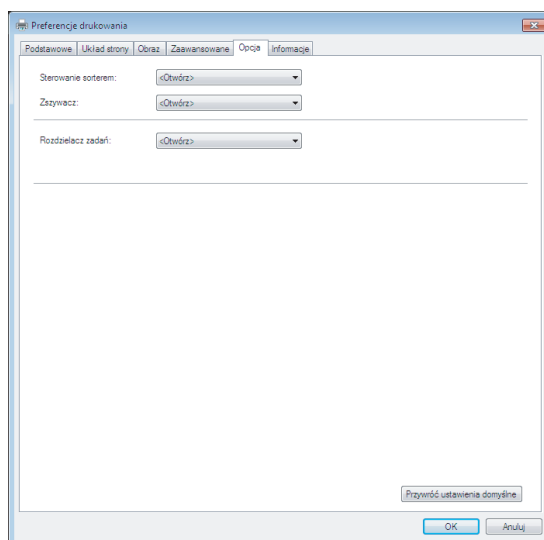 Preferencje drukowania
Podstawowe Układ strony Obraz Zaawansowane Opcja Informacje
Sterowanie sorterem: <Otwórz>
Zszywacz: <Otwórz>
Rozdzielacz zadań: <Otwórz>
Przywróć ustawienia domyślne
OK Anuluj